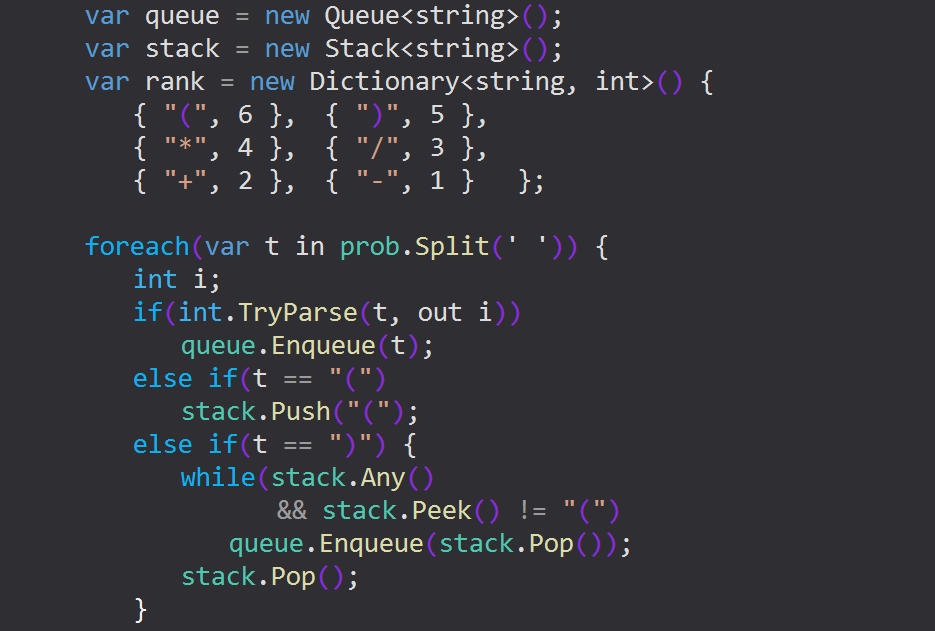 var queue = new Queue<string>();
var stack = new Stack<string>();
var rank = new Dictionary<string, int>() {
{ "(", 6 }, { ")", 5 },
{ "*", 4 }, { "/", 3 },
{ "+", 2 }, { "-", 1 } };
foreach(var t in prob.Split(' ')) {
int i;
if(int.TryParse(t, out i))
queue.Enqueue(t);
else if(t == "(")
stack.Push("(");
else if(t == ")") {
while(stack.Any()
&& stack.Peek() != "(")
queue.Enqueue(stack.Pop());
stack.Pop();
}